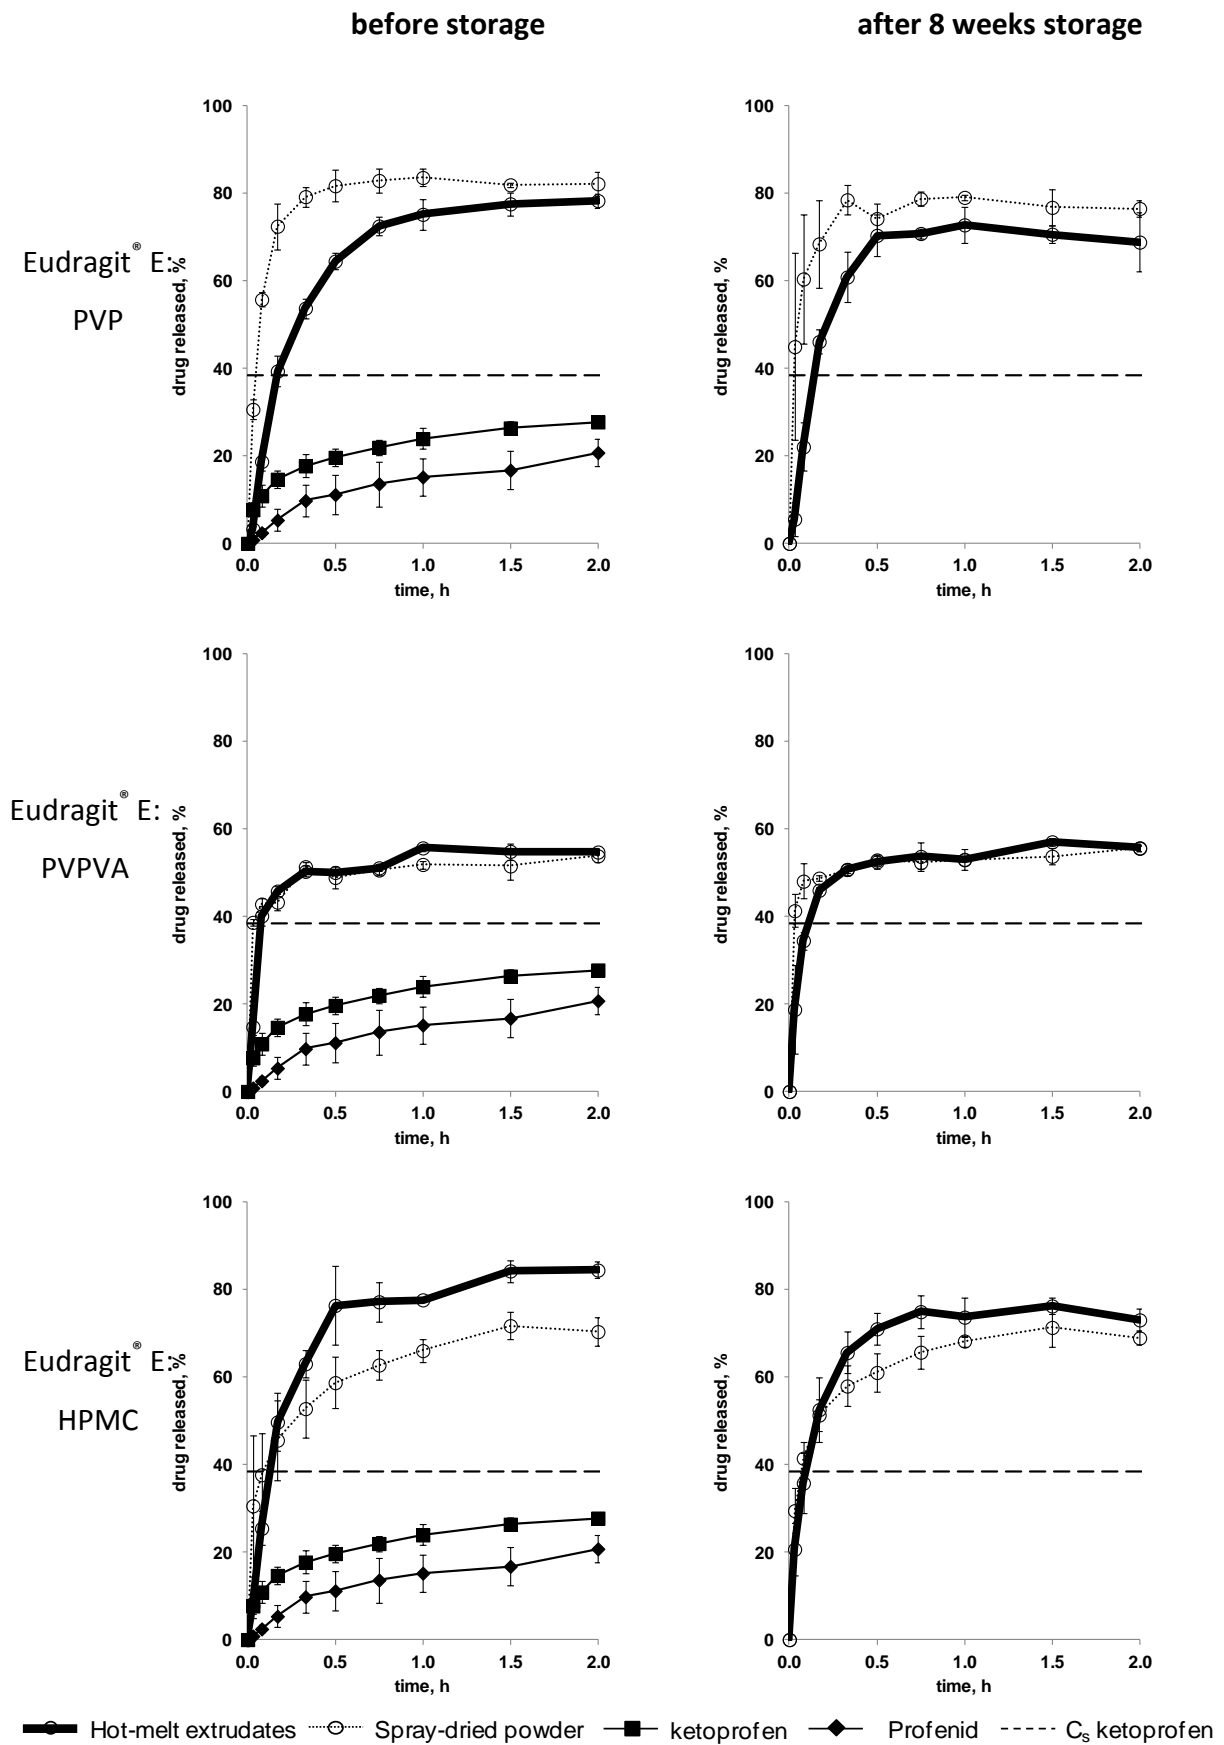 before storage
after 8 weeks storage
Eudragit® E:
PVP
drug released, %
100
80
60
40
20
0
0.0 0.5 1.0 1.5 2.0
time, h
drug released, %
100
80
60
40
20
0
0.0 0.5 1.0 1.5 2.0
time, h
Eudragit® E:
PVPVA
drug released, %
100
80
60
40
20
0
0.0 0.5 1.0 1.5 2.0
time, h
drug released, %
100
80
60
40
20
0
0.0 0.5 1.0 1.5 2.0
time, h
Eudragit® E:
HPMC
drug released, %
100
80
60
40
20
0
0.0 0.5 1.0 1.5 2.0
time, h
drug released, %
100
80
60
40
20
0
0.0 0.5 1.0 1.5 2.0
time, h
Hot-melt extrudates Spray-dried powder ketoprofen Profenid Cs ketoprofen